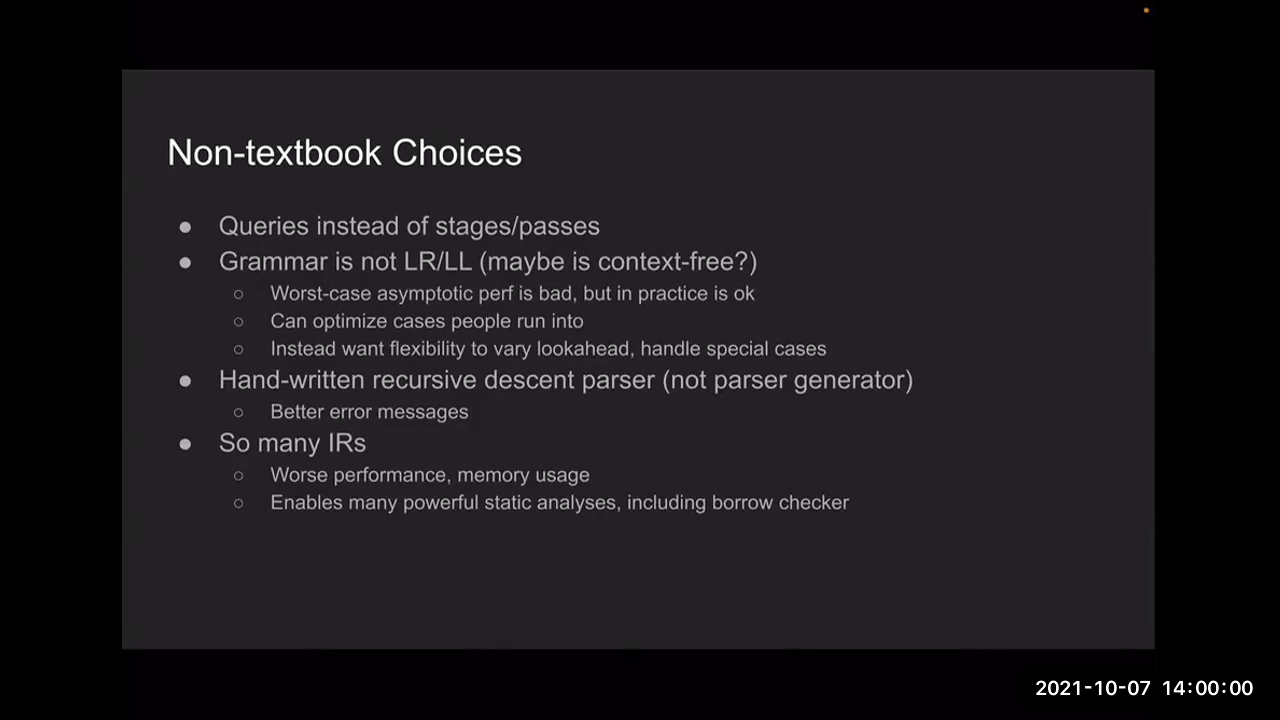 Non-textbook Choices
● Queries instead of stages/passes
● Grammar is not LR/LL (maybe is context-free?)
○ Worst-case asymptotic perf is bad, but in practice is ok
○ Can optimize cases people run into
○ Instead want flexibility to vary lookahead, handle special cases
● Hand-written recursive descent parser (not parser generator)
○ Better error messages
● So many IRs
○ Worse performance, memory usage
○ Enables many powerful static analyses, including borrow checker
2021-10-07 14:00:00